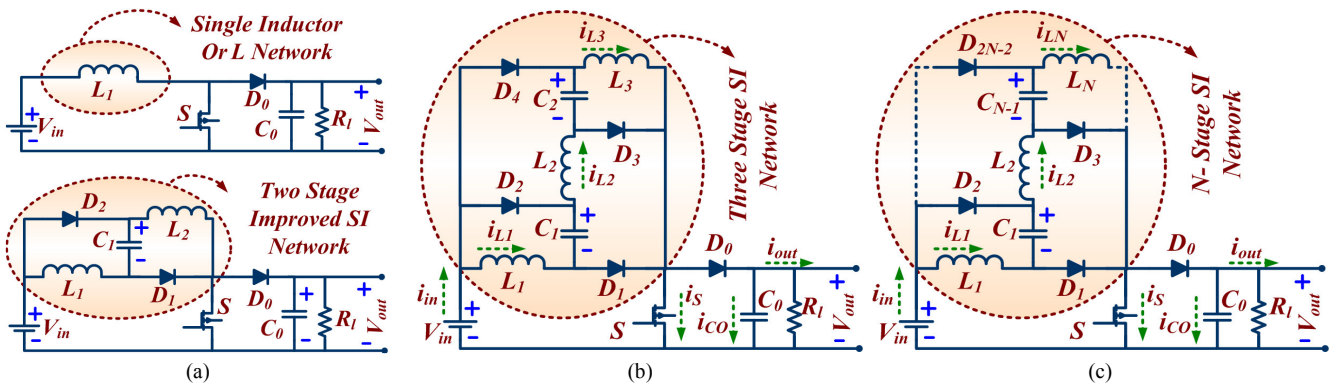 Single Inductor
Or L Network
L1
S
D0
C0
Rl
Vout
+
-
Vin
+
-
Two Stage
Improved SI
Network
D2
L2
C1
+
-
L1
D1
S
D0
C0
+
-
Rl
Vout
+
-
Vin
+
-
(a)
iL3
L3
D4
C2
+
-
D3
L2
iL2
D2
C1
+
-
iL1
L1
D1
D0
iout
iin
Vin
+
-
S
iS
iCO
C0
Rl
Vout
+
-
Three Stage SI
Network
(b)
D2N-2
iLN
LN
CN-1
+
-
D3
L2
iL2
D2
C1
+
-
iL1
L1
D1
D0
iout
iin
Vin
+
-
S
iS
iCO
C0
Rl
Vout
+
-
N- Stage SI
Network
(c)